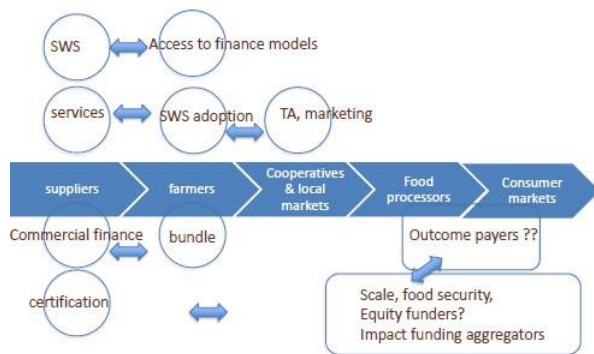 SWS
Access to finance models
services
SWS adoption
TA, marketing
suppliers
farmers
Cooperatives
& local
markets
Food
processors
Consumer
markets
Commercial finance
bundle
Outcome payers ??
certification
Scale, food security,
Equity funders?
Impact funding aggregators